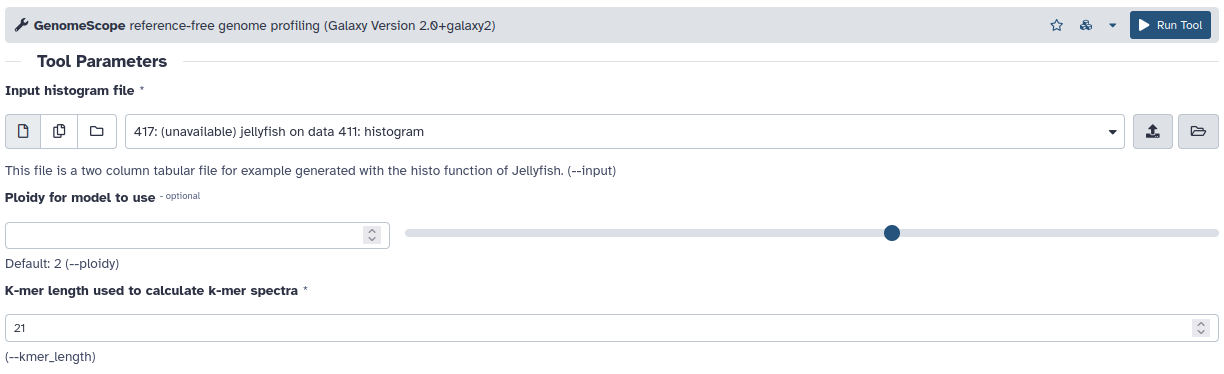 GenomeScope reference-free genome profiling (Galaxy Version 2.0+galaxy2) Run Tool
Tool Parameters
Input histogram file *
417: (unavailable) jellyfish on data 411: histogram
This file is a two column tabular file for example generated with the histo function of Jellyfish. (--input)
Ploidy for model to use - optional
Default: 2 (--ploidy)
K-mer length used to calculate k-mer spectra *
21
(--kmer_length)